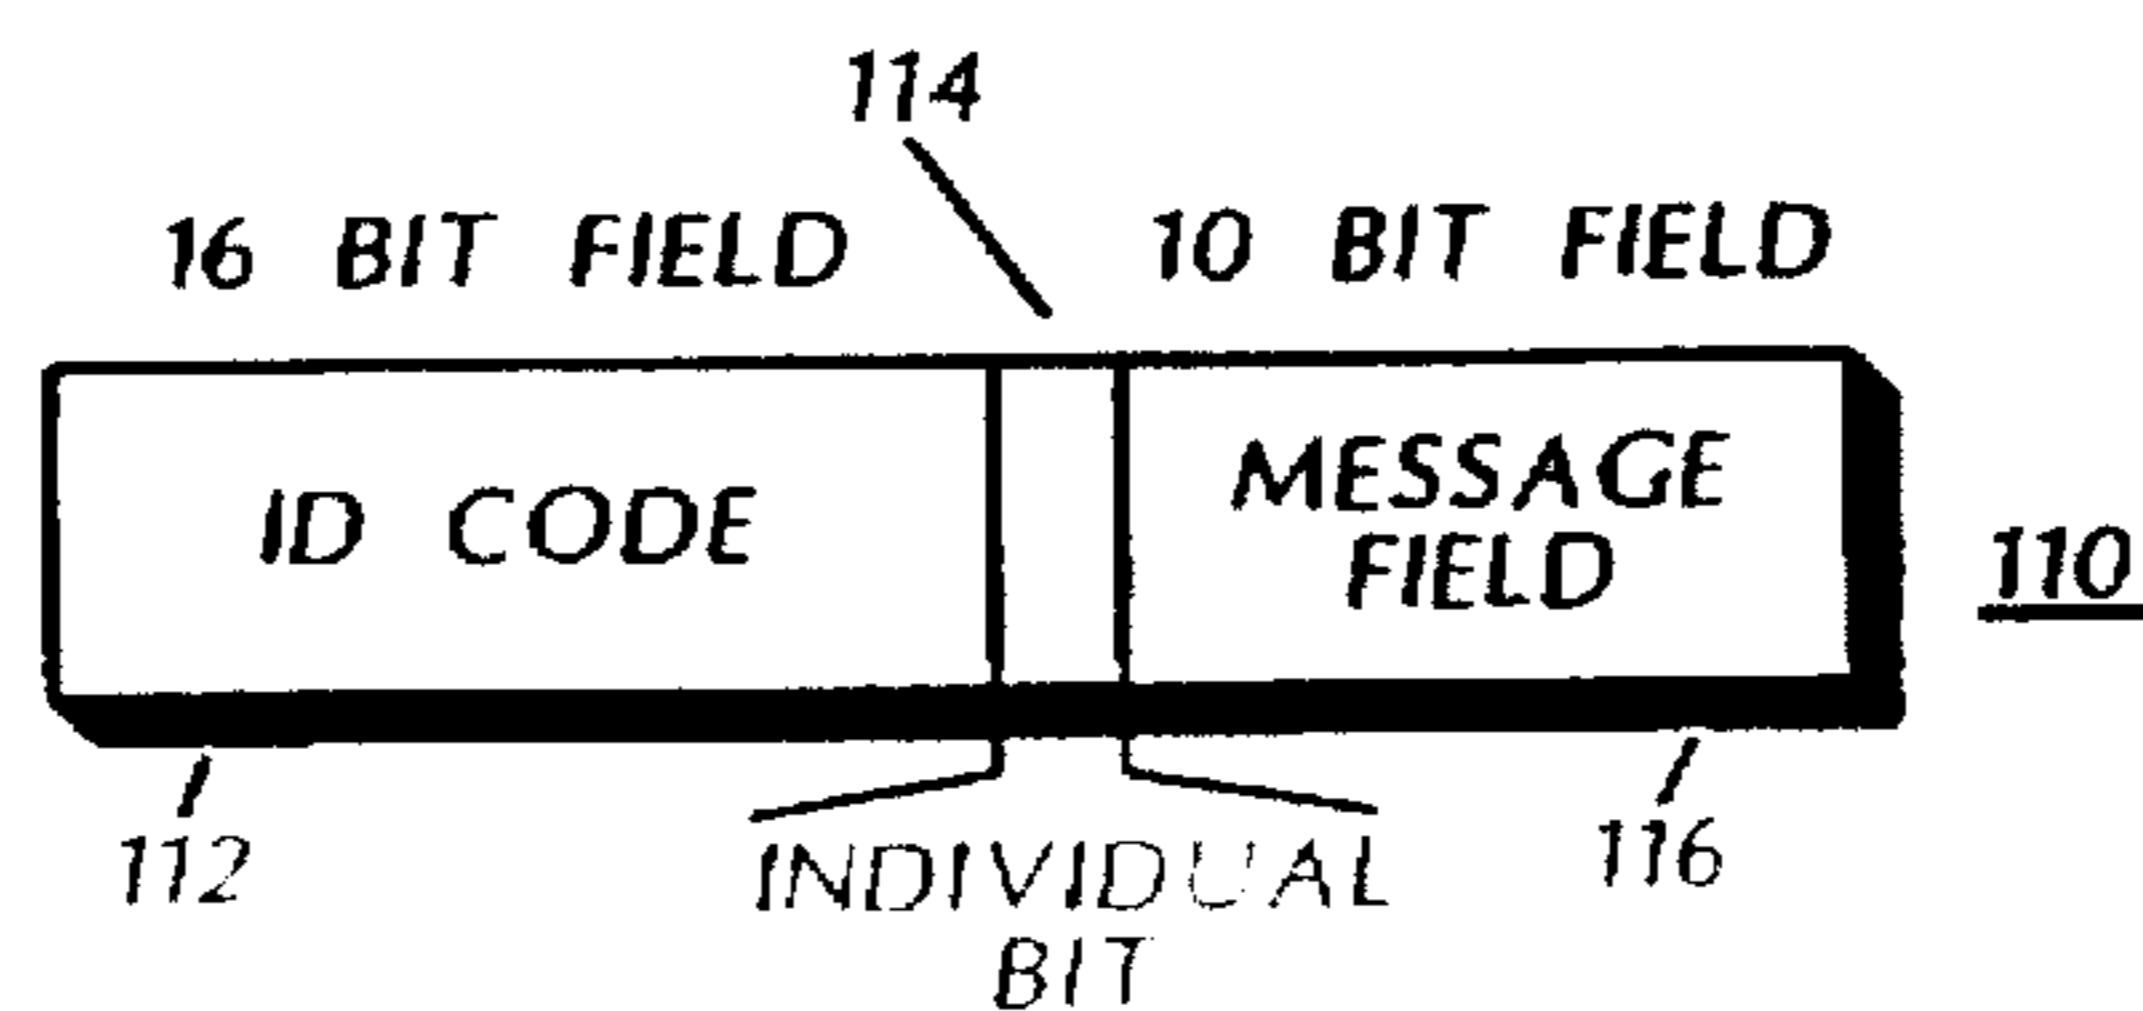 114
16 BIT FIELD
10 BIT FIELD
ID CODE
MESSAGE
FIELD
110
112
INDIVIDUAL
BIT
116